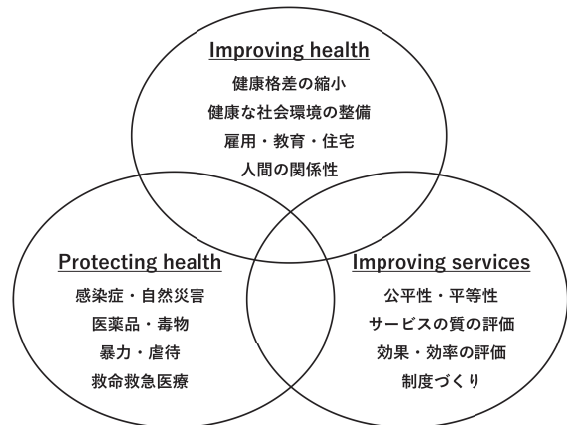 Improving health
健康格差の縮小
健康な社会環境の整備
雇用・教育・住宅
人間の関係性
Protecting health
感染症・自然災害
医薬品・毒物
暴力・虐待
救命救急医療
Improving services
公平性・平等性
サービスの質の評価
効果・効率の評価
制度づくり